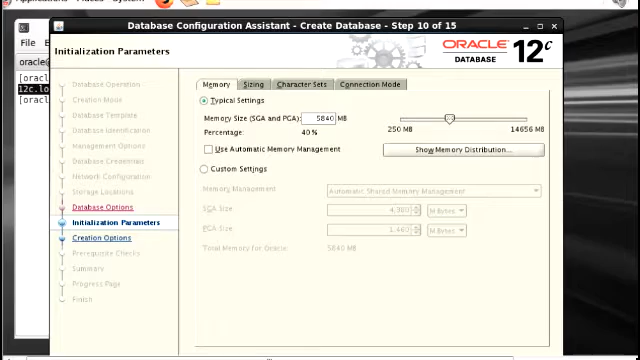 Database Configuration Assistant - Create Database - Step 10 of 15
File
Initialization Parameters
ORACLE
DATABASE
12c
oracle@
[oracl
12c.lo
[oracl
Database Operation
Creation Mode
Database Template
Database Identification
Management Options
Database Credentials
Network Configuration
Storage Locations
Database Options
Initialization Parameters
Creation Options
Prerequisite Checks
Summary
Progress Page
Finish
Memory Sizing Character Sets Connection Mode
Typical Settings
Memory Size (SGA and PGA): 5840 MB
Percentage: 40 %
250 MB 14656 MB
Use Automatic Memory Management
Show Memory Distribution...
Custom Settings
Memory Management Automatic Shared Memory Management
SGA Size: 4,380 M Bytes
PGA Size: 1,460 M Bytes
Total Memory for Oracle: 5840 MB